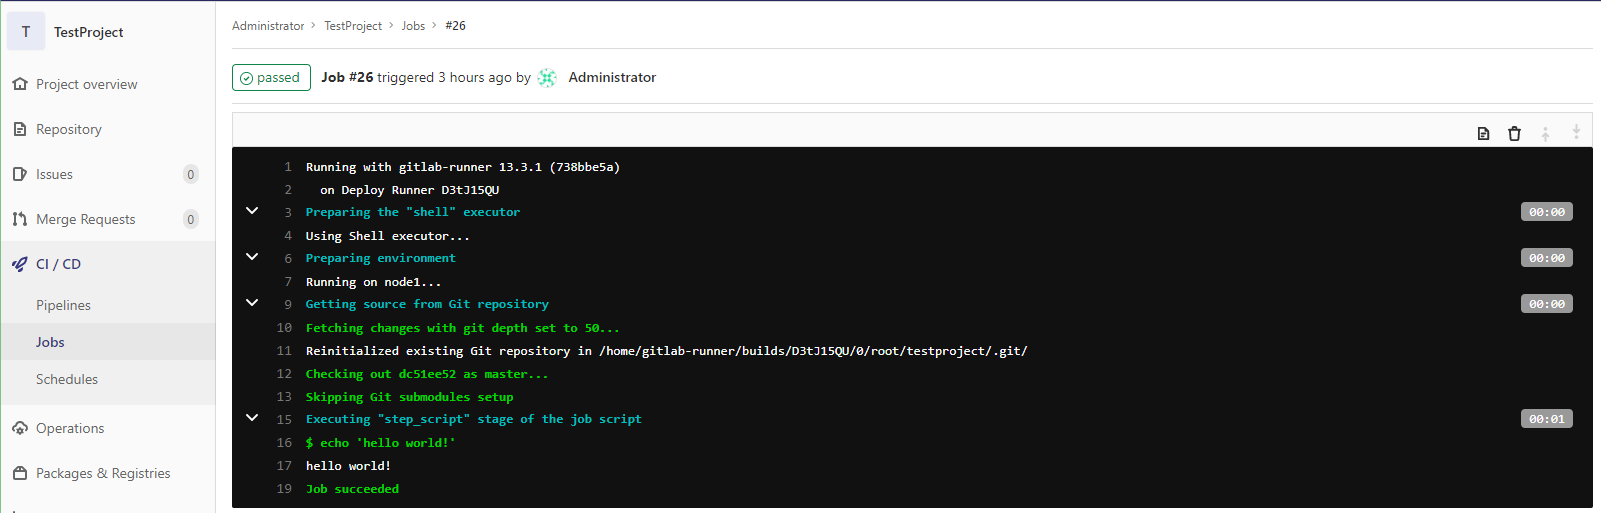 T TestProject
Project overview
Repository
Issues 0
Merge Requests 0
CI / CD
Pipelines
Jobs
Schedules
Operations
Packages & Registries
Administrator > TestProject > Jobs > #26
passed Job #26 triggered 3 hours ago by Administrator
1 Running with gitlab-runner 13.3.1 (738bbe5a)
2 on Deploy Runner D3tJ15QU
3 Preparing the "shell" executor 00:00
4 Using Shell executor...
6 Preparing environment 00:00
7 Running on node1...
9 Getting source from Git repository 00:00
10 Fetching changes with git depth set to 50...
11 Reinitialized existing Git repository in /home/gitlab-runner/builds/D3tJ15QU/0/root/testproject/.git/
12 Checking out dc51ee52 as master...
13 Skipping Git submodules setup
15 Executing "step_script" stage of the job script 00:01
16 $ echo 'hello world!'
17 hello world!
19 Job succeeded